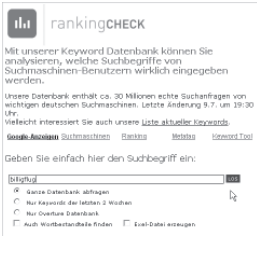 rankingCHECK
Mit unserer Keyword Datenbank können Sie
analysieren, welche Suchbegriffe von
Suchmaschinen-Benutzern wirklich eingegeben
werden.
Unsere Datenbank enthält ca. 30 Millionen echte Suchanfragen von
wichtigen deutschen Suchmaschinen. Letzte Änderung 9.7. um 19:30
Uhr.
Vielleicht interessiert Sie auch unsere Liste aktueller Keywords.
Google-Anzeigen Suchmaschinen Ranking Metatag Keyword Tool
Geben Sie einfach hier den Suchbegriff ein:
billigflug LOS
Ganze Datenbank abfragen
Nur Keywords der letzten 2 Wochen
Nur Overture Datenbank
Auch Wortbestandteile finden Exel-Datei erzeugen